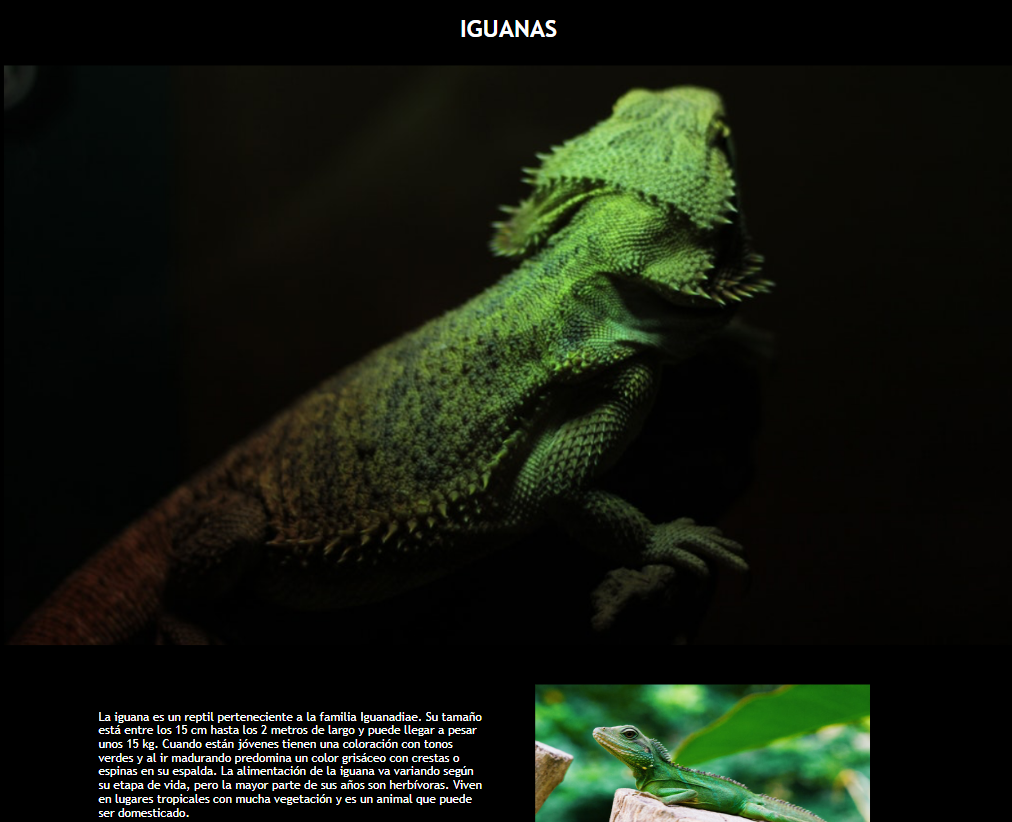 IGUANAS
La iguana es un reptil perteneciente a la familia Iguanadiae. Su tamaño
está entre los 15 cm hasta los 2 metros de largo y puede llegar a pesar
unos 15 kg. Cuando están jóvenes tienen una coloración con tonos
verdes y al ir madurando predomina un color grisáceo con crestas o
espinas en su espalda. La alimentación de la iguana va variando según
su etapa de vida, pero la mayor parte de sus años son herbívoras. Viven
en lugares tropicales con mucha vegetación y es un animal que puede
ser domesticado.